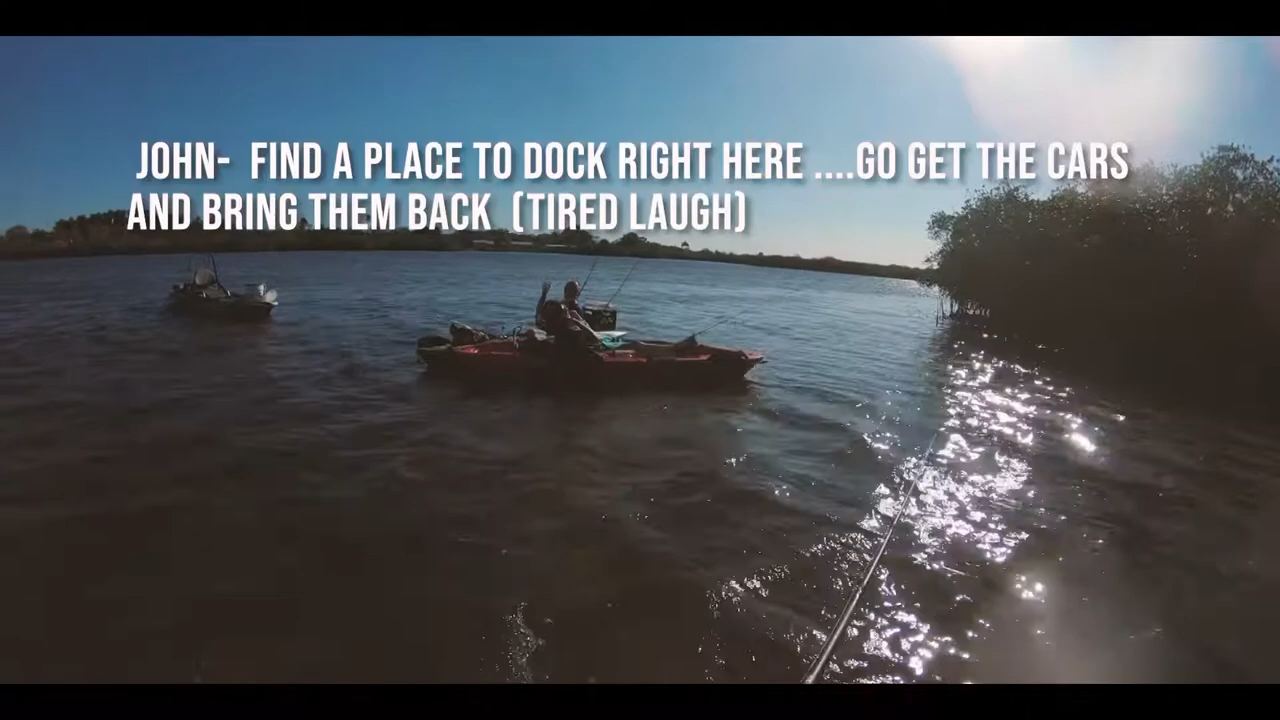 JOHN- FIND A PLACE TO DOCK RIGHT HERE ....GO GET THE CARS
AND BRING THEM BACK (TIRED LAUGH)